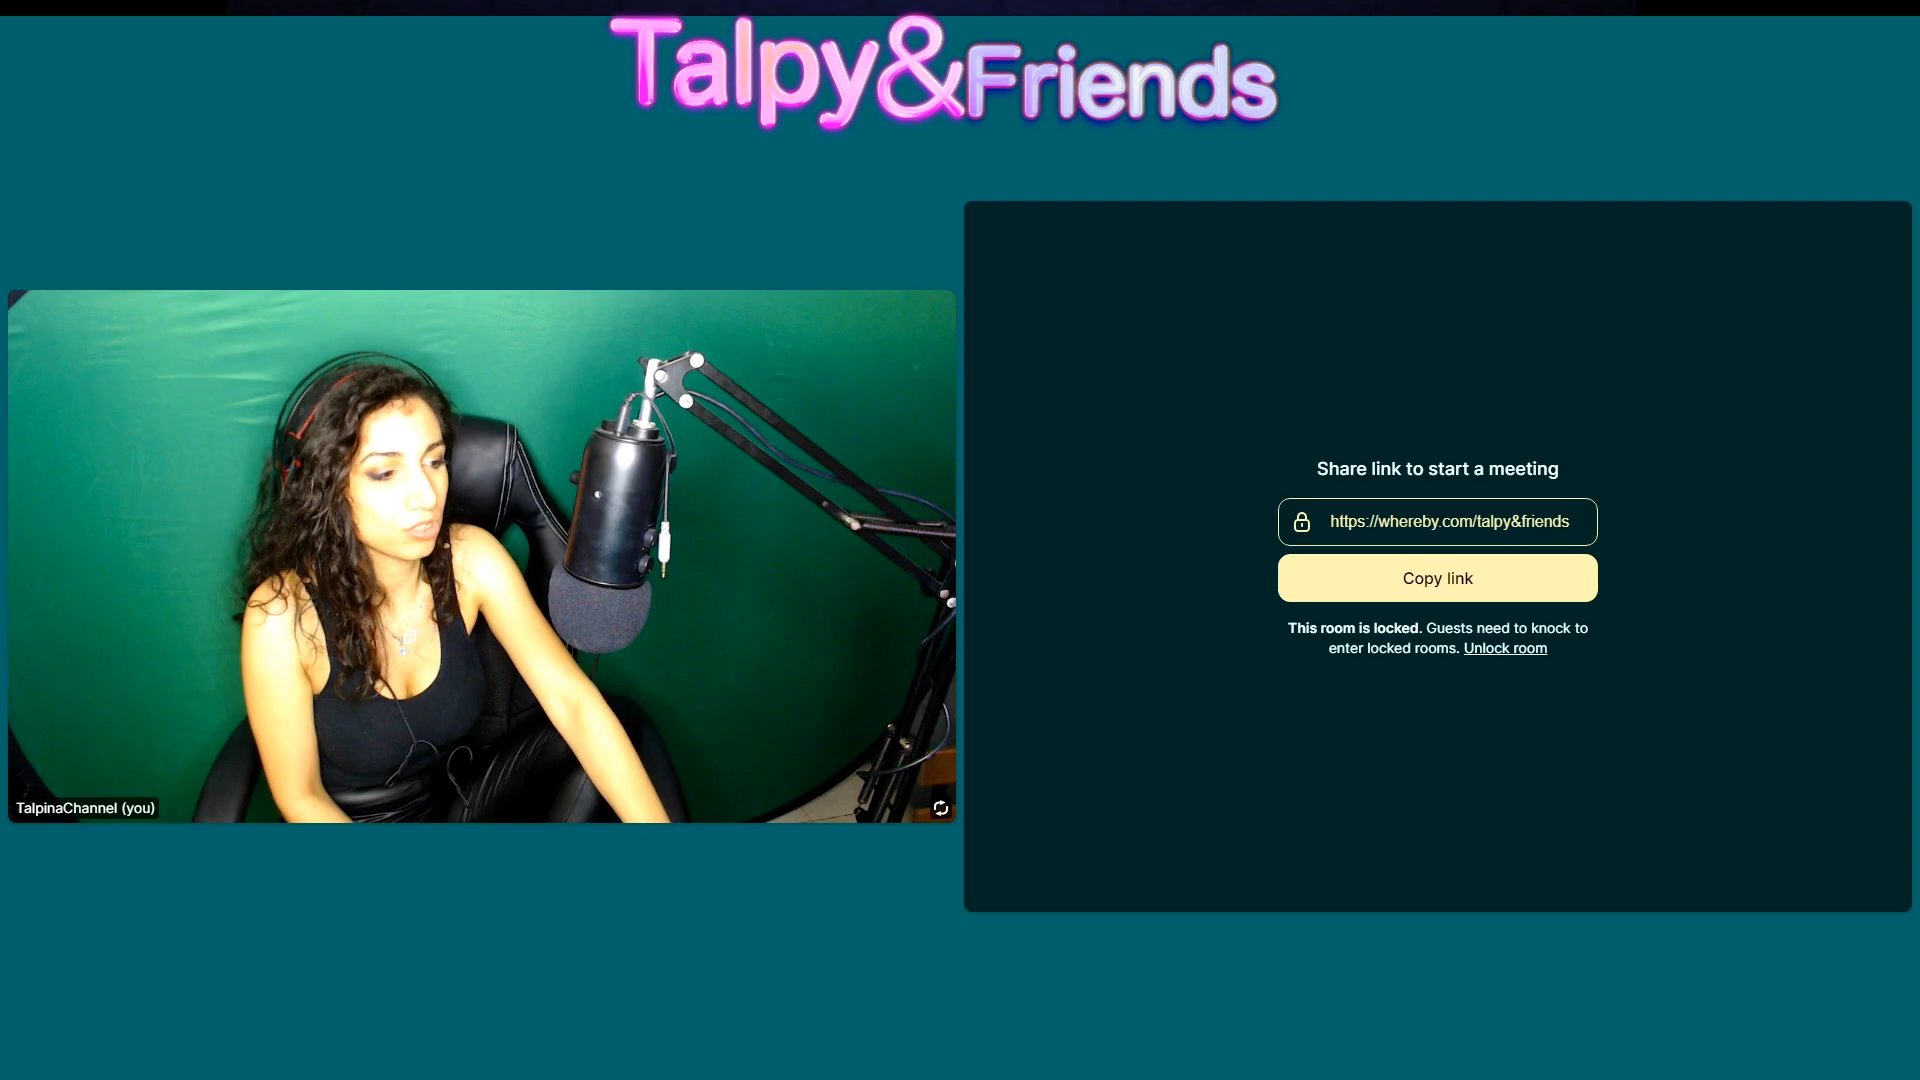 Talpy&Friends
Share link to start a meeting
https://whereby.com/talpy&friends
Copy link
This room is locked. Guests need to knock to
enter locked rooms. Unlock room
TalpinaChannel (you)